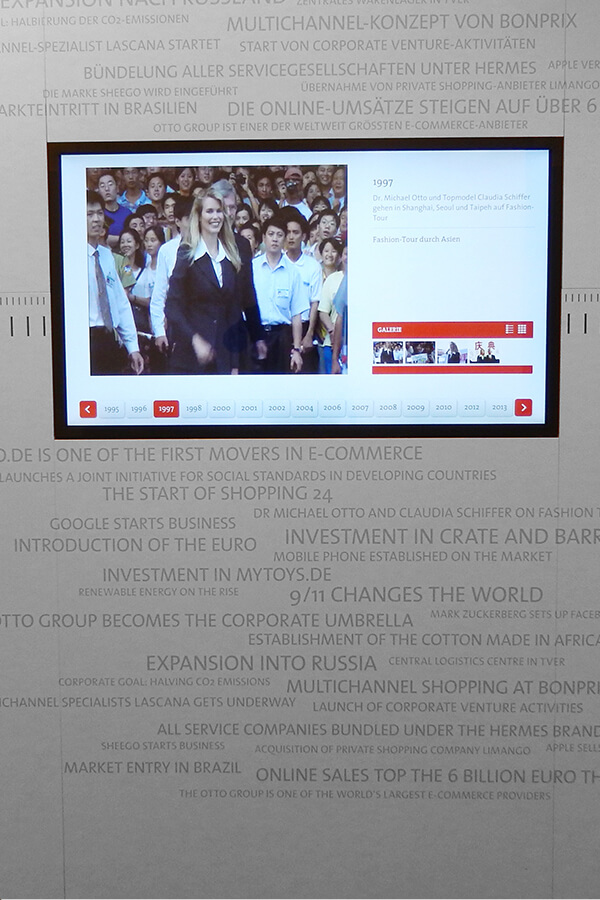 EXPANSION NACH RUSSLAND ZENTRALES WARENLAGER IN TWER
HALBIERUNG DER CO2-EMISSIONEN MULTICHANNEL-KONZEPT VON BONPRIX
NNEL-SPEZIALIST LASCANA STARTET START VON CORPORATE VENTURE-AKTIVITÄTEN
BÜNDELUNG ALLER SERVICEGESELLSCHAFTEN UNTER HERMES APPLE VER
DIE MARKE SHEEGO WIRD EINGEFÜHRT ÜBERNAHME VON PRIVATE SHOPPING-ANBIETER LIMANGO
ARKTEINTRITT IN BRASILIEN DIE ONLINE-UMSÄTZE STEIGEN AUF ÜBER 6
OTTO GROUP IST EINER DER WELTWEIT GRÖSSTEN E-COMMERCE-ANBIETER
1997
Dr. Michael Otto und Topmodel Claudia Schiffer
gehen in Shanghai, Seoul und Taipeh auf Fashion-
Tour
Fashion-Tour durch Asien
GALERIE
1995 1996 1997 1998 2000 2001 2002 2004 2006 2007 2008 2009 2010 2012 2013
O.DE IS ONE OF THE FIRST MOVERS IN E-COMMERCE
LAUNCHES A JOINT INITIATIVE FOR SOCIAL STANDARDS IN DEVELOPING COUNTRIES
THE START OF SHOPPING 24
DR MICHAEL OTTO AND CLAUDIA SCHIFFER ON FASHION T
GOOGLE STARTS BUSINESS
INVESTMENT IN CRATE AND BARR
INTRODUCTION OF THE EURO
MOBILE PHONE ESTABLISHED ON THE MARKET
INVESTMENT IN MYTOYS.DE
RENEWABLE ENERGY ON THE RISE 9/11 CHANGES THE WORLD
OTTO GROUP BECOMES THE CORPORATE UMBRELLA MARK ZUCKERBERG SETS UP FACEB
ESTABLISHMENT OF THE COTTON MADE IN AFRICA
EXPANSION INTO RUSSIA CENTRAL LOGISTICS CENTRE IN TVER
CORPORATE GOAL: HALVING CO2 EMISSIONS MULTICHANNEL SHOPPING AT BONPRI
ICHANNEL SPECIALISTS LASCANA GETS UNDERWAY LAUNCH OF CORPORATE VENTURE ACTIVITIES
ALL SERVICE COMPANIES BUNDLED UNDER THE HERMES BRAND
SHEEGO STARTS BUSINESS ACQUISITION OF PRIVATE SHOPPING COMPANY LIMANGO APPLE SELLS
MARKET ENTRY IN BRAZIL ONLINE SALES TOP THE 6 BILLION EURO TH
THE OTTO GROUP IS ONE OF THE WORLD'S LARGEST E-COMMERCE PROVIDERS